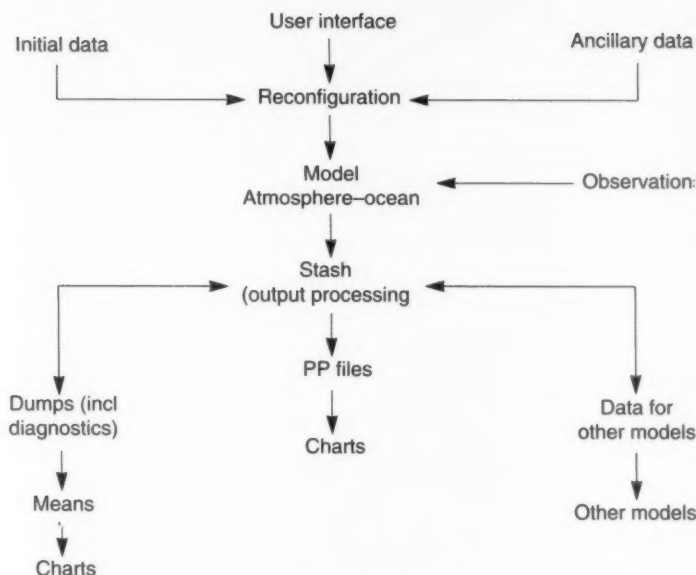 User interface
Initial data
Ancillary data
Reconfiguration
Model
Atmosphere–ocean
Observation:
Stash
(output processing
PP files
Dumps (incl
diagnostics)
Data for
other models
Charts
Means
Other models
Charts